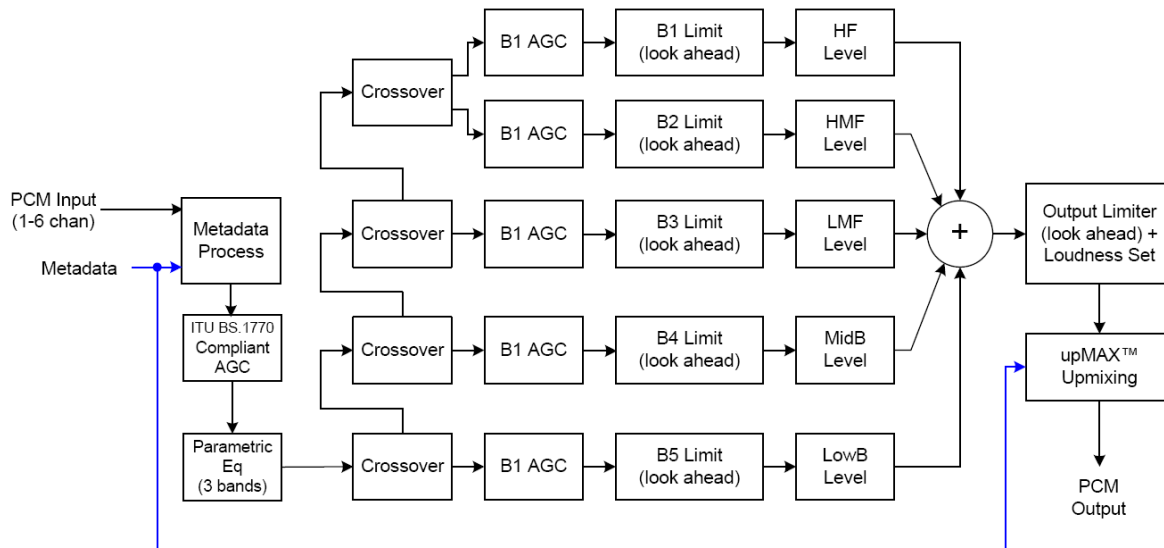 B1 AGC
B1 Limit
(look ahead)
HF
Level
Crossover
B1 AGC
B2 Limit
(look ahead)
HMF
Level
PCM Input
(1-6 chan)
Metadata
Metadata
Process
Crossover
B1 AGC
B3 Limit
(look ahead)
LMF
Level
+
Output Limiter
(look ahead) +
Loudness Set
ITU BS.1770
Compliant
AGC
Crossover
B1 AGC
B4 Limit
(look ahead)
MidB
Level
upMAX™
Upmixing
Parametric
Eq
(3 bands)
Crossover
B1 AGC
B5 Limit
(look ahead)
LowB
Level
PCM
Output